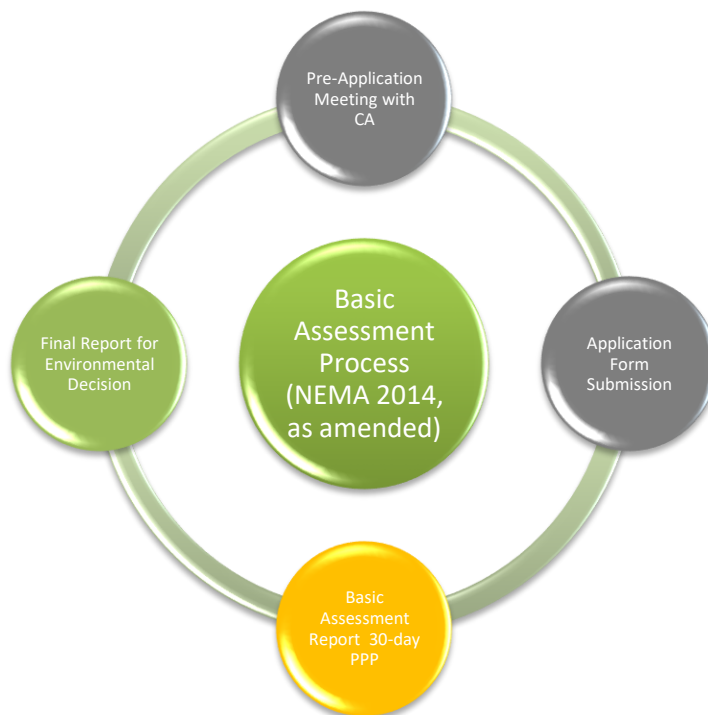 Pre-Application
Meeting with
CA
Basic
Assessment
Process
(NEMA 2014,
as amended)
Final Report for
Environmental
Decision
Application
Form
Submission
Basic
Assessment
Report 30-day
PPP